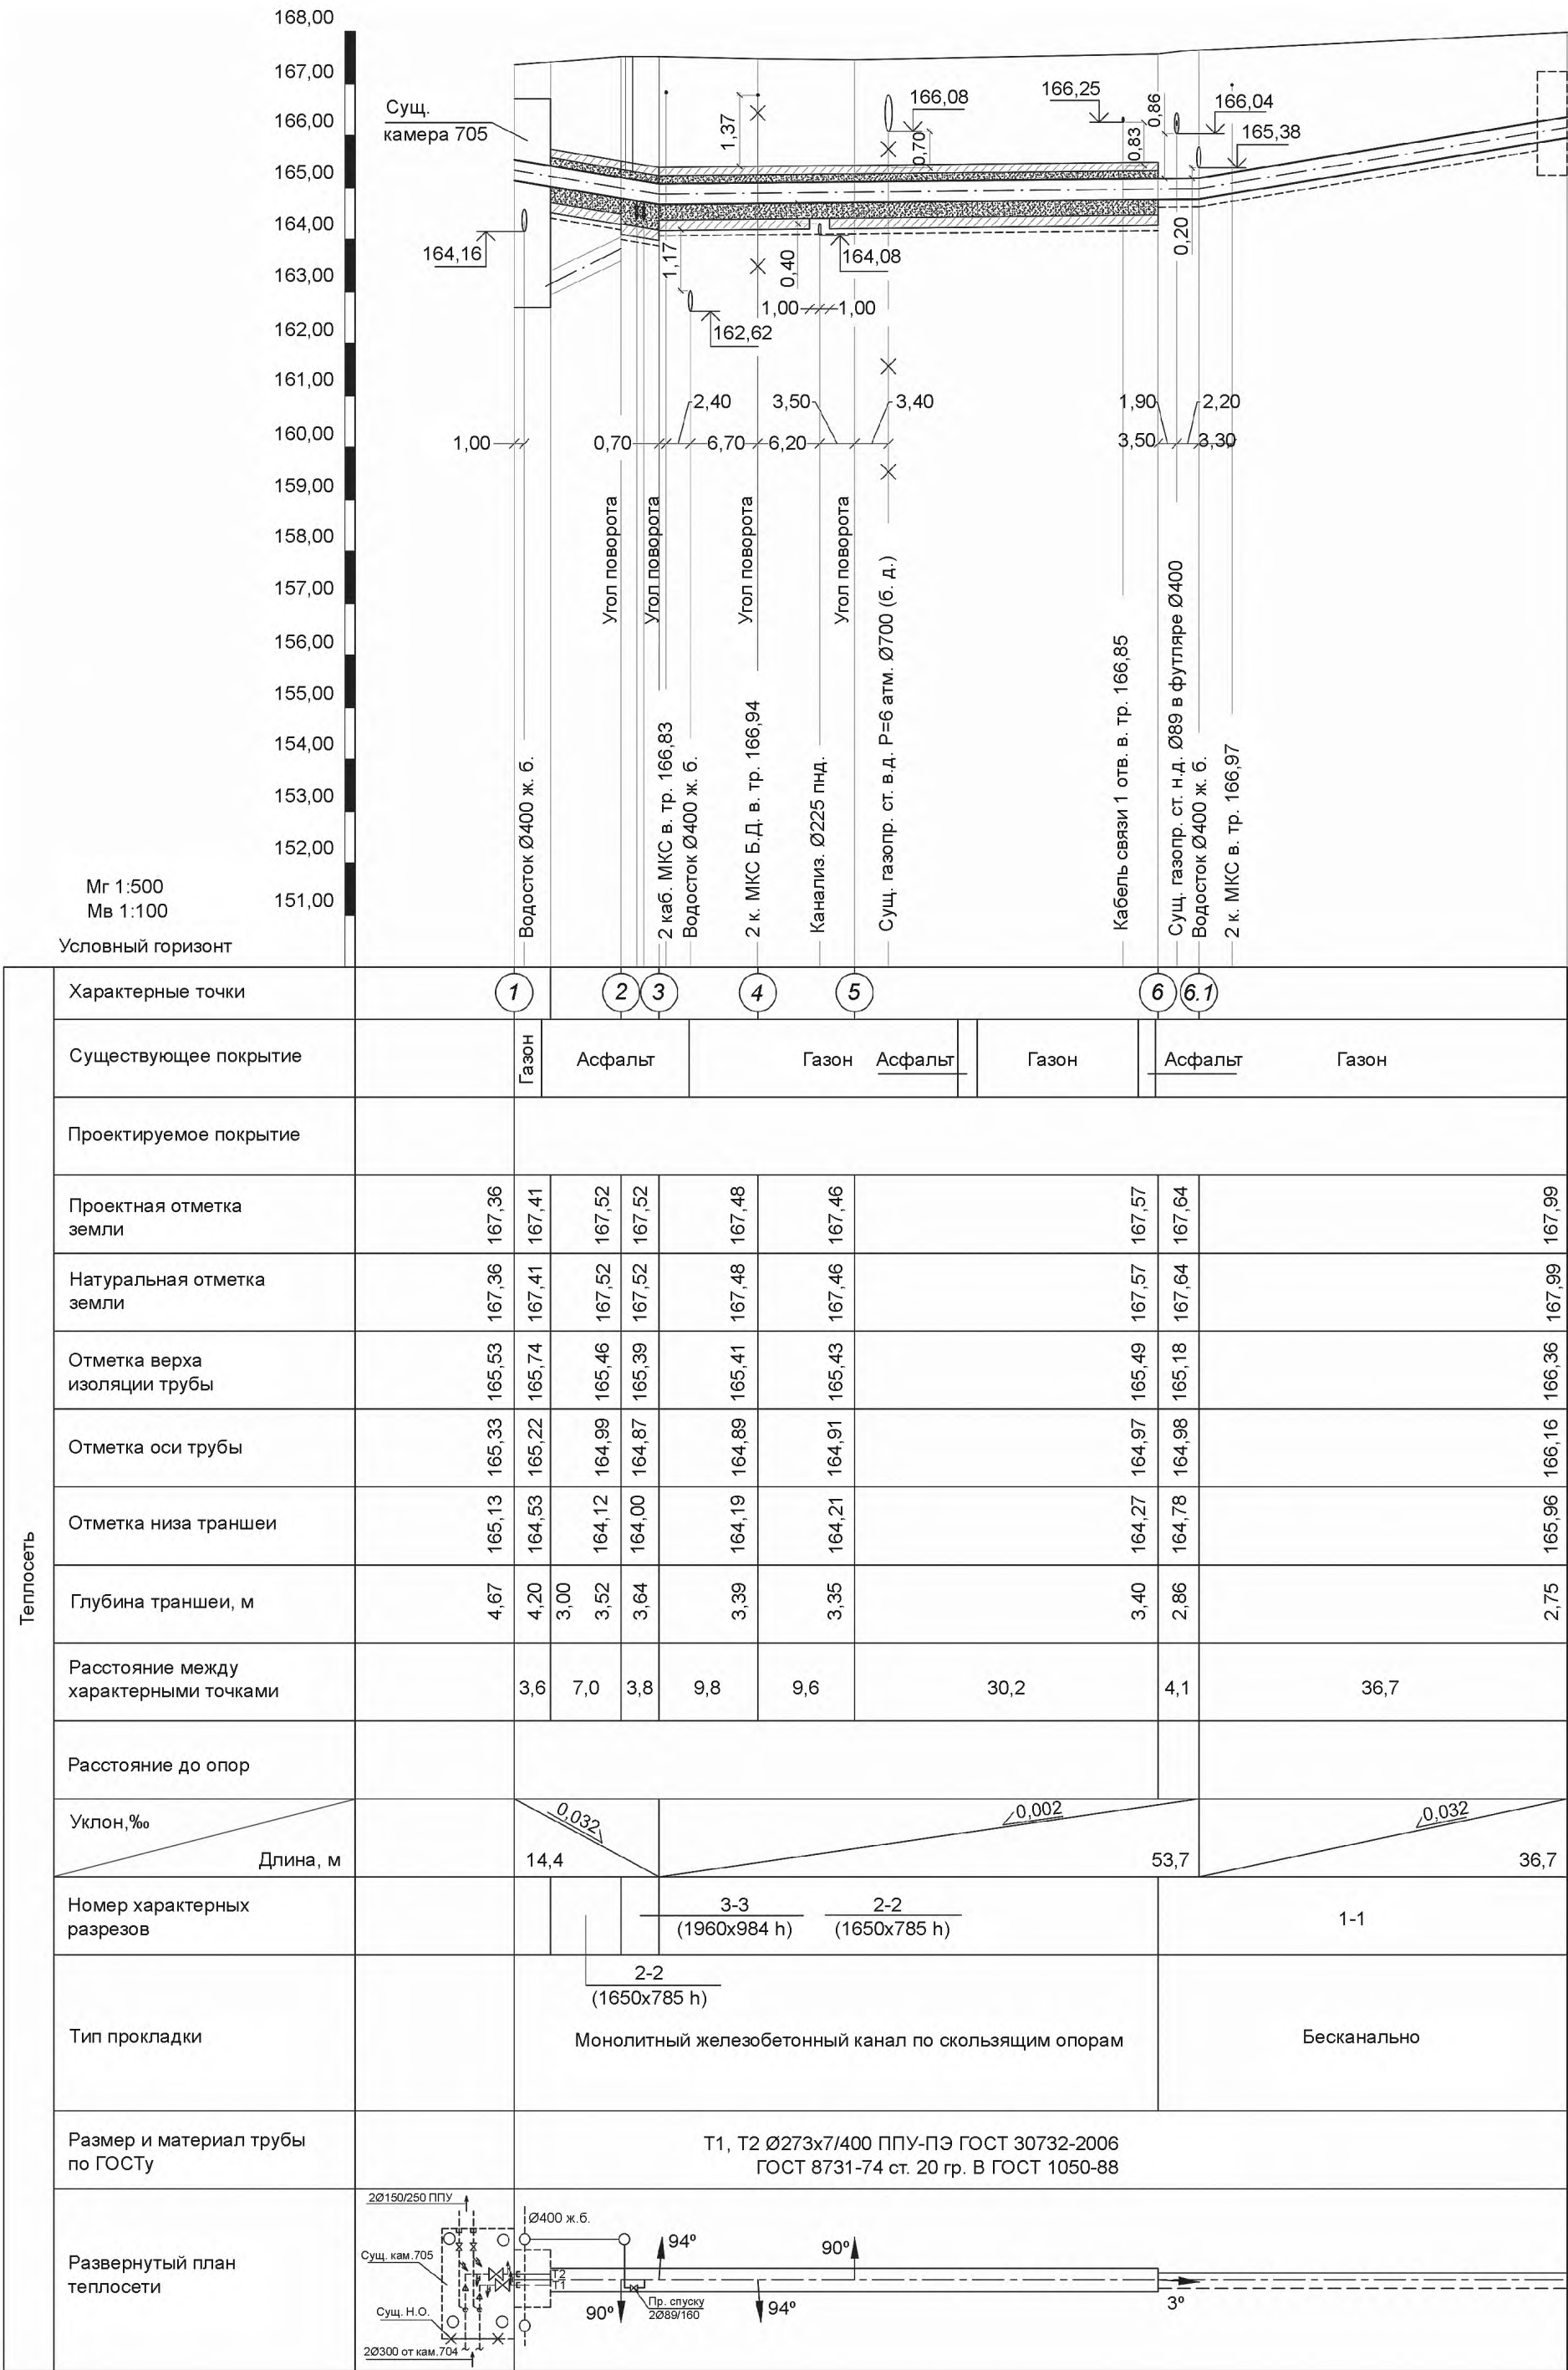 168,00
167,00
166,00
165,00
164,00
163,00
162,00
161,00
160,00
159,00
158,00
157,00
156,00
155,00
154,00
153,00
152,00
151,00
Сущ.
камера 705
164,16
1,17
162,62
1,37
0,40
1,00
1,00
164,08
166,08
0,70
166,25
0,83
0,86
166,04
165,38
0,20
1,00
0,70
2,40
6,70
6,20
3,50
3,40
1,90
3,50
2,20
3,30
Угол поворота
Угол поворота
Угол поворота
Угол поворота
Водосток Ø400 ж. б.
2 каб. МКС в. тр. 166,83
Водосток Ø400 ж. б.
2 к. МКС Б.Д. в. тр. 166,94
Канализ. Ø225 пнд.
Сущ. газопр. ст. в.д. Р=6 атм. Ø700 (б. д.)
Кабель связи 1 отв. в. тр. 166,85
Сущ. газопр. ст. н.д. Ø89 в футляре Ø400
Водосток Ø400 ж. б.
2 к. МКС в. тр. 166,97
Мг 1:500
Мв 1:100
Условный горизонт
Теплосеть
Характерные точки
1 2 3 4 5 6 6.1
Существующее покрытие
Газон Асфальт Газон Асфальт Газон Асфальт Газон
Проектируемое покрытие
Проектная отметка
земли
167,36 167,41 167,52 167,52 167,48 167,46 167,57 167,64 167,99
Натуральная отметка
земли
167,36 167,41 167,52 167,52 167,48 167,46 167,57 167,64 167,99
Отметка верха
изоляции трубы
165,53 165,74 165,46 165,39 165,41 165,43 165,49 165,18 166,36
Отметка оси трубы
165,33 165,22 164,99 164,87 164,89 164,91 164,97 164,98 166,16
Отметка низа траншеи
165,13 164,53 164,12 164,00 164,19 164,21 164,27 164,78 165,96
Глубина траншеи, м
4,67 4,20 3,00 3,52 3,64 3,39 3,35 3,40 2,86 2,75
Расстояние между
характерными точками
3,6 7,0 3,8 9,8 9,6 30,2 4,1 36,7
Расстояние до опор
Уклон,‰
Длина, м
0,032
14,4
0,002
53,7
0,032
36,7
Номер характерных
разрезов
3-3
(1960х984 h)
2-2
(1650х785 h)
1-1
2-2
(1650х785 h)
Тип прокладки
Монолитный железобетонный канал по скользящим опорам
Бесканально
Размер и материал трубы
по ГОСТу
Т1, Т2 Ø273х7/400 ППУ-ПЭ ГОСТ 30732-2006
ГОСТ 8731-74 ст. 20 гр. В ГОСТ 1050-88
Развернутый план
теплосети
2Ø150/250 ППУ
Ø400 ж.б.
Сущ. кам.705
Т2
Т1
Сущ. Н.О.
2Ø300 от кам.704
90º
94º
Пр. спуску
2Ø89/160
94º
90º
3º